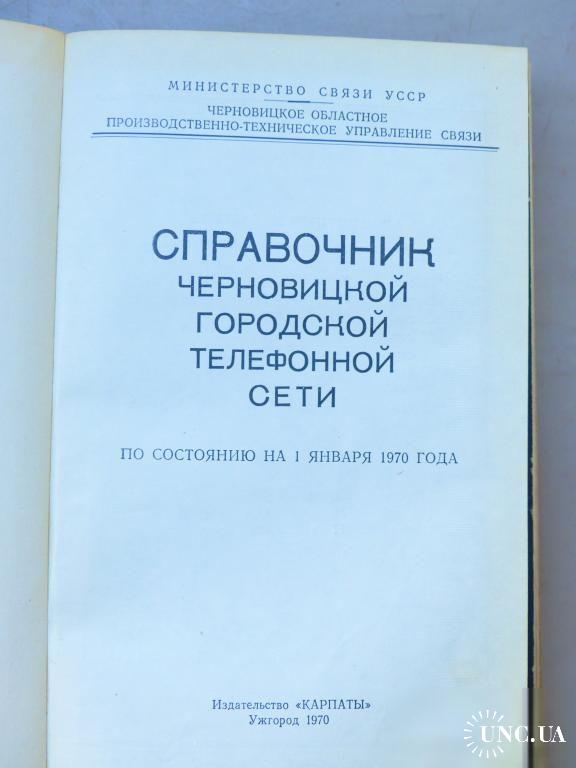 МИНИСТЕРСТВО СВЯЗИ УССР
ЧЕРНОВИЦКОЕ ОБЛАСТНОЕ
ПРОИЗВОДСТВЕННО-ТЕХНИЧЕСКОЕ УПРАВЛЕНИЕ СВЯЗИ
СПРАВОЧНИК
ЧЕРНОВИЦКОЙ
ГОРОДСКОЙ
ТЕЛЕФОННОЙ
СЕТИ
ПО СОСТОЯНИЮ НА 1 ЯНВАРЯ 1970 ГОДА
Издательство «КАРПАТЫ»
Ужгород 1970
UNC.UA